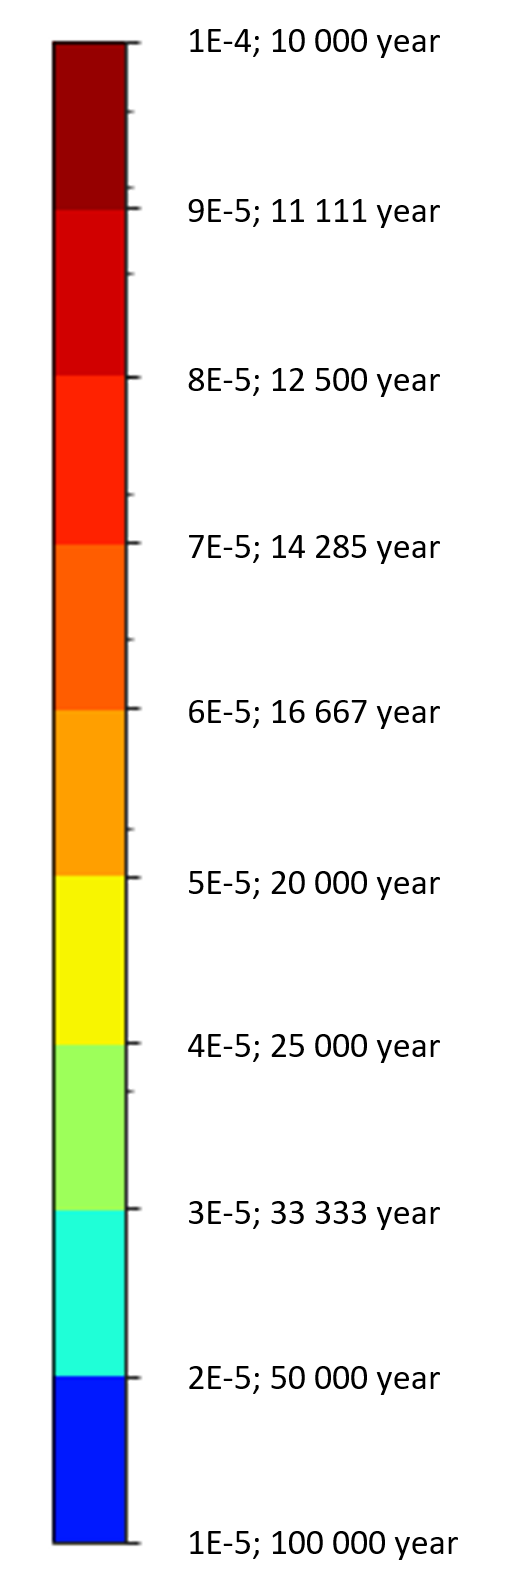 1E-4; 10 000 year
9E-5; 11 111 year
8E-5; 12 500 year
7E-5; 14 285 year
6E-5; 16 667 year
5E-5; 20 000 year
4E-5; 25 000 year
3E-5; 33 333 year
2E-5; 50 000 year
1E-5; 100 000 year